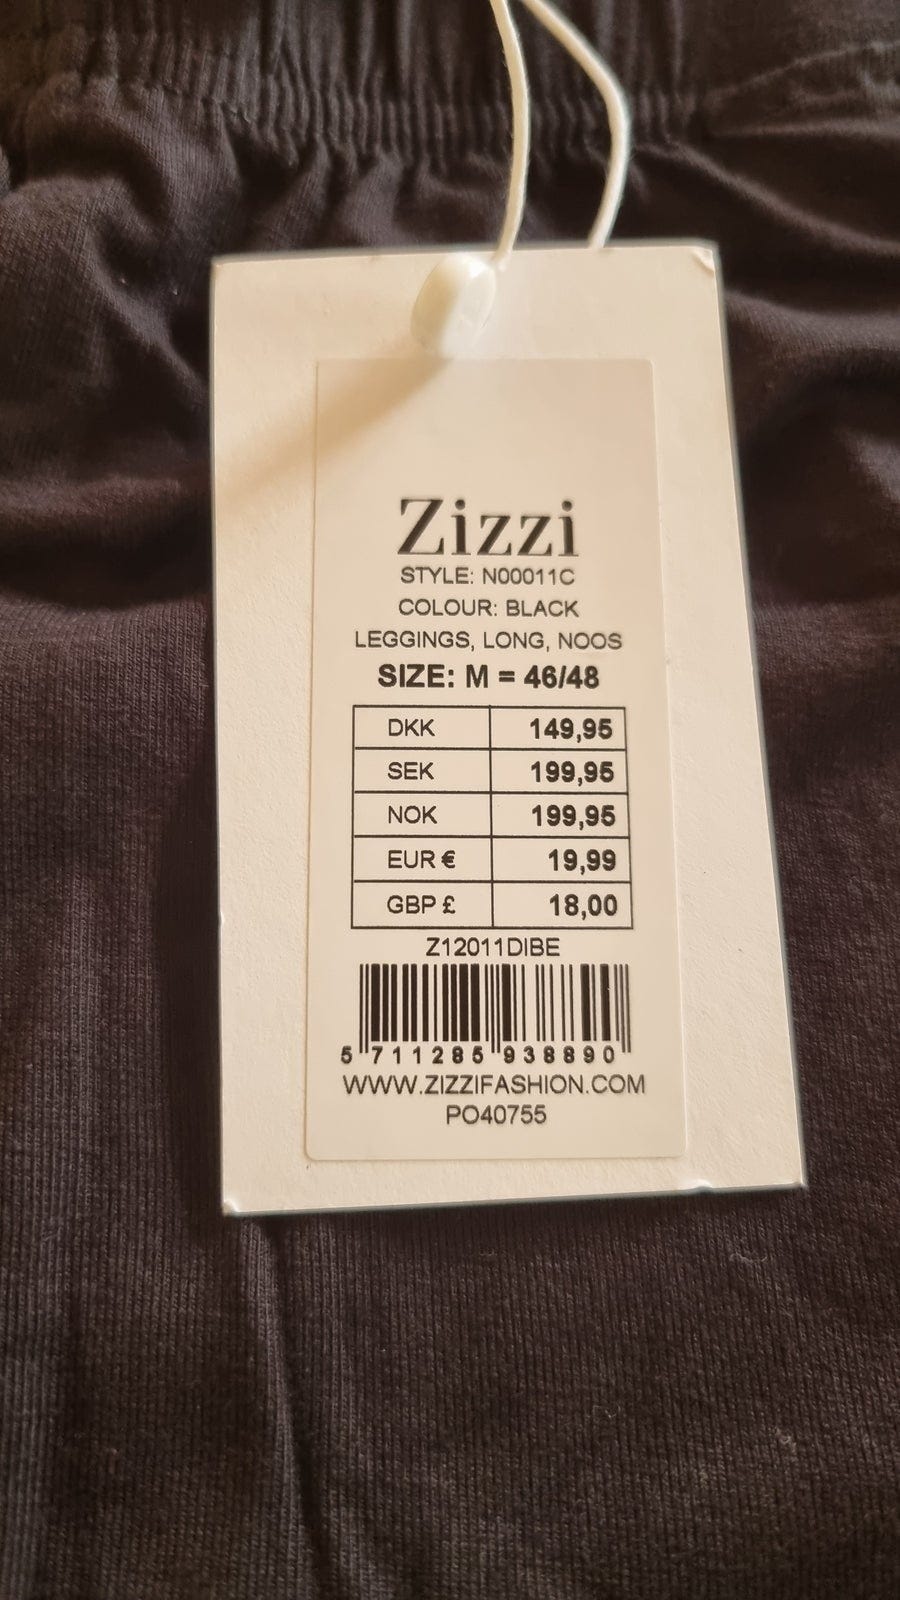 Zizzi
STYLE: N00011C
COLOUR: BLACK
LEGGINGS, LONG, NOOS
SIZE: M = 46/48
DKK 149,95
SEK 199,95
NOK 199,95
EUR € 19,99
GBP £ 18,00
Z12011DIBE
5 711285 938890
WWW.ZIZZIFASHION.COM
PO40755